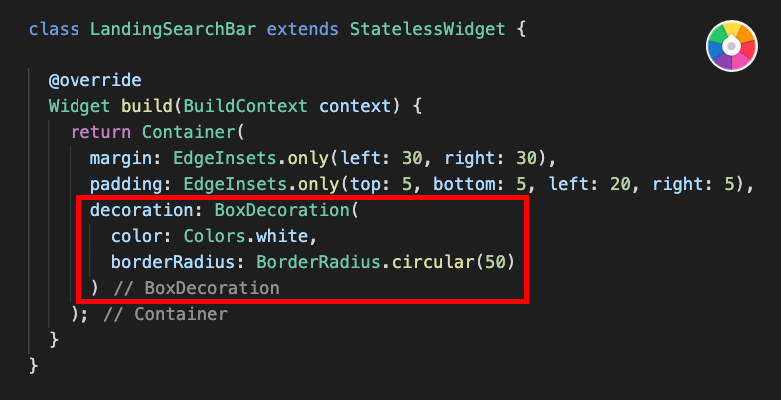 class LandingSearchBar extends StatelessWidget {
@override
Widget build(BuildContext context) {
return Container(
margin: EdgeInsets.only(left: 30, right: 30),
padding: EdgeInsets.only(top: 5, bottom: 5, left: 20, right: 5),
decoration: BoxDecoration(
color: Colors.white,
borderRadius: BorderRadius.circular(50)
) // BoxDecoration
); // Container
}
}